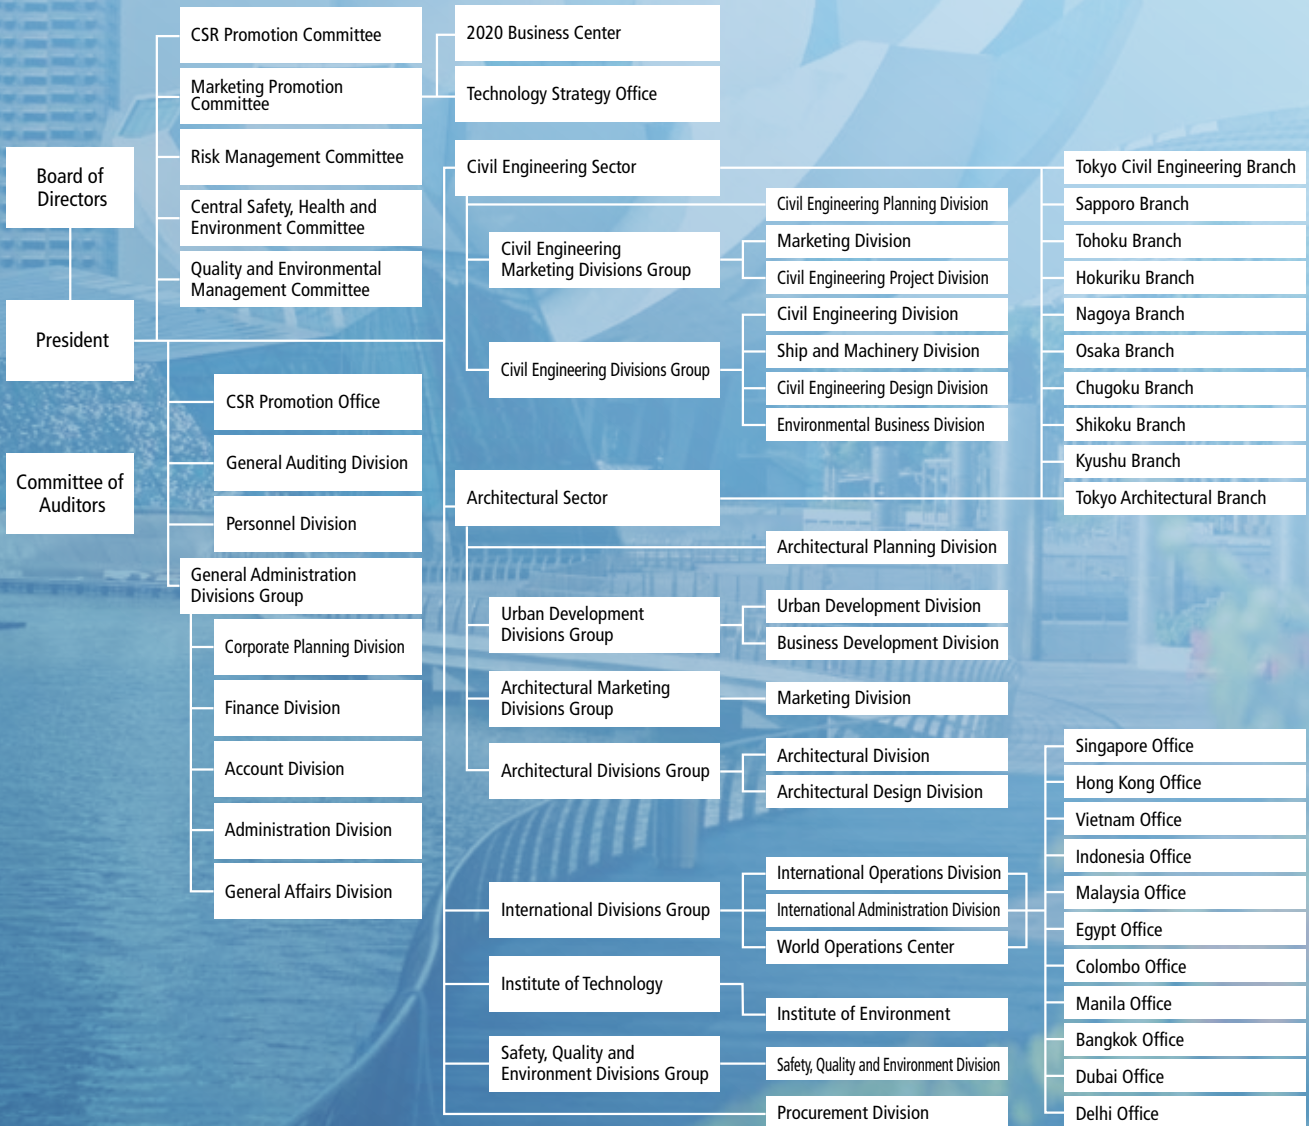 Board of
Directors
President
Committee of
Auditors
CSR Promotion Committee
Marketing Promotion
Committee
Risk Management Committee
Central Safety, Health and
Environment Committee
Quality and Environmental
Management Committee
CSR Promotion Office
General Auditing Division
Personnel Division
General Administration
Divisions Group
Corporate Planning Division
Finance Division
Account Division
Administration Division
General Affairs Division
2020 Business Center
Technology Strategy Office
Civil Engineering Sector
Civil Engineering Planning Division
Civil Engineering
Marketing Divisions Group
Marketing Division
Civil Engineering Project Division
Civil Engineering Divisions Group
Civil Engineering Division
Ship and Machinery Division
Civil Engineering Design Division
Environmental Business Division
Architectural Sector
Architectural Planning Division
Urban Development
Divisions Group
Urban Development Division
Business Development Division
Architectural Marketing
Divisions Group
Marketing Division
Architectural Divisions Group
Architectural Division
Architectural Design Division
International Divisions Group
International Operations Division
International Administration Division
World Operations Center
Institute of Technology
Institute of Environment
Safety, Quality and
Environment Divisions Group
Safety, Quality and Environment Division
Procurement Division
Tokyo Civil Engineering Branch
Sapporo Branch
Tohoku Branch
Hokuriku Branch
Nagoya Branch
Osaka Branch
Chugoku Branch
Shikoku Branch
Kyushu Branch
Tokyo Architectural Branch
Singapore Office
Hong Kong Office
Vietnam Office
Indonesia Office
Malaysia Office
Egypt Office
Colombo Office
Manila Office
Bangkok Office
Dubai Office
Delhi Office